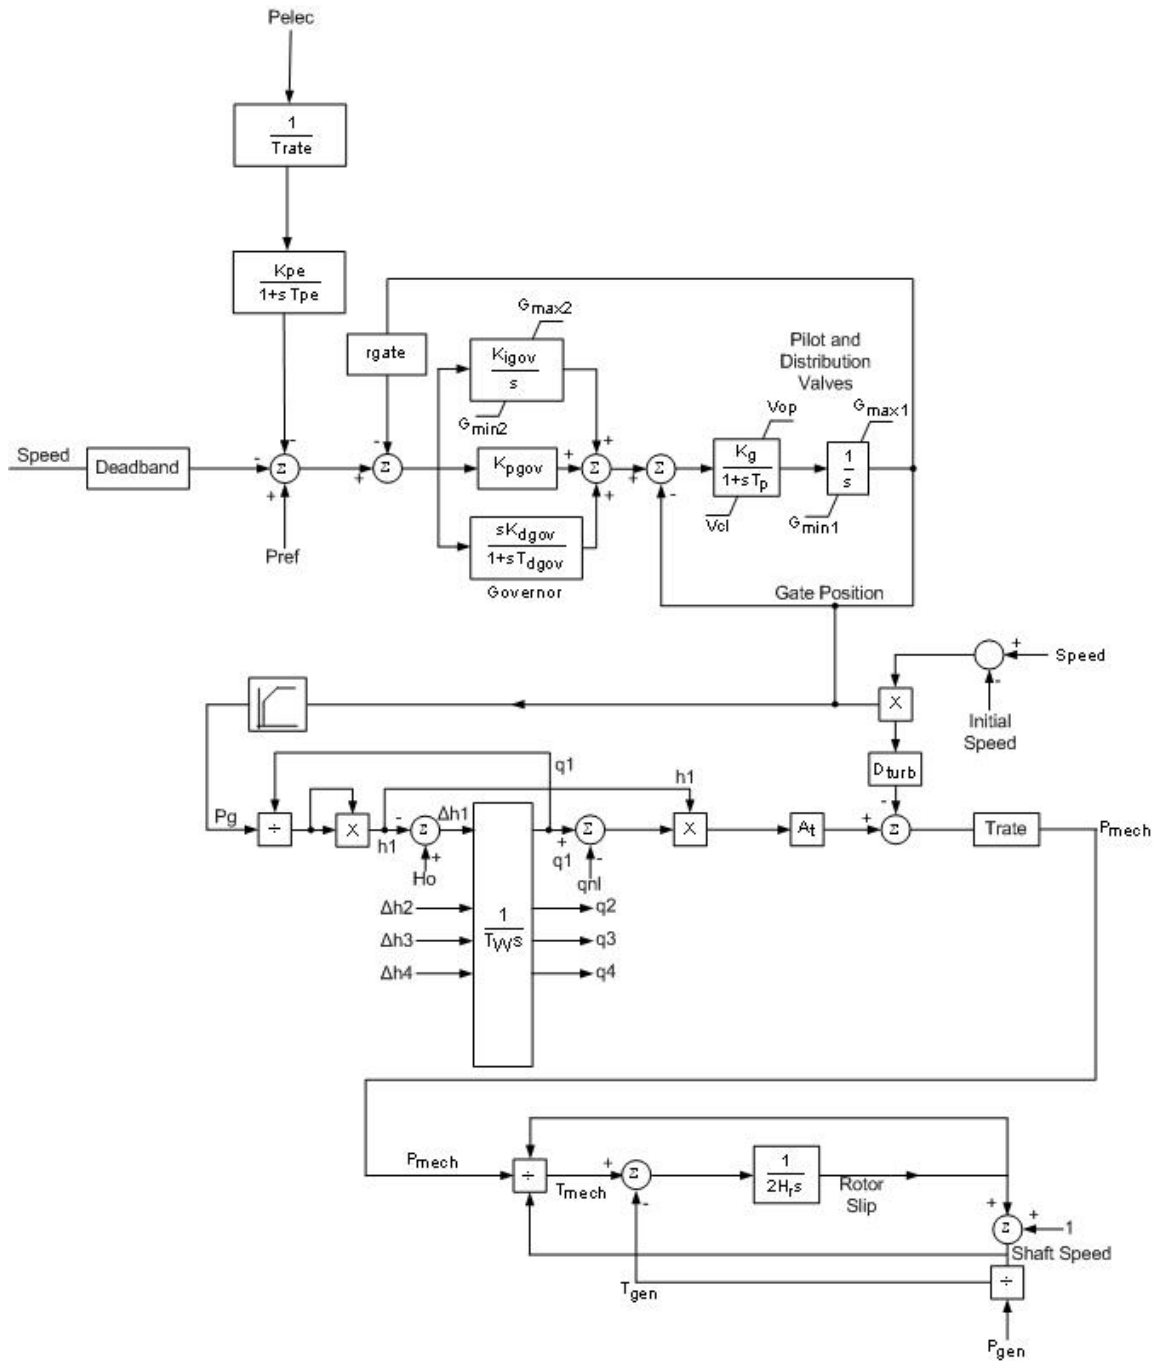 Pelec
1
Trate
Kpe
1+s Tpe
rgate
Gmax2
Kigov
s
Gmin2
Pilot and
Distribution
Valves
Vop
Gmax1
Speed
Deadband
-
-
Σ
+
Pref
-
+
Σ
Kpgov
+
+
+
Σ
+
Σ
-
Kg
1+sTp
Vcl
1
s
Gmin1
sKdgov
1+sTdgov
Governor
Gate Position
+
Speed
-
Initial
Speed
X
Dturb
q1
h1
Pg
÷
X
-
h1
Σ
+
Ho
Δh1
+
q1
Σ
-
qnl
X
At
+
-
Σ
Trate
Pmech
Δh2
Δh3
Δh4
1
TWs
q2
q3
q4
Pmech
÷
Tmech
+
Σ
-
1
2Hrs
Rotor
Slip
+
+
Σ
1
Shaft Speed
Tgen
÷
Pgen